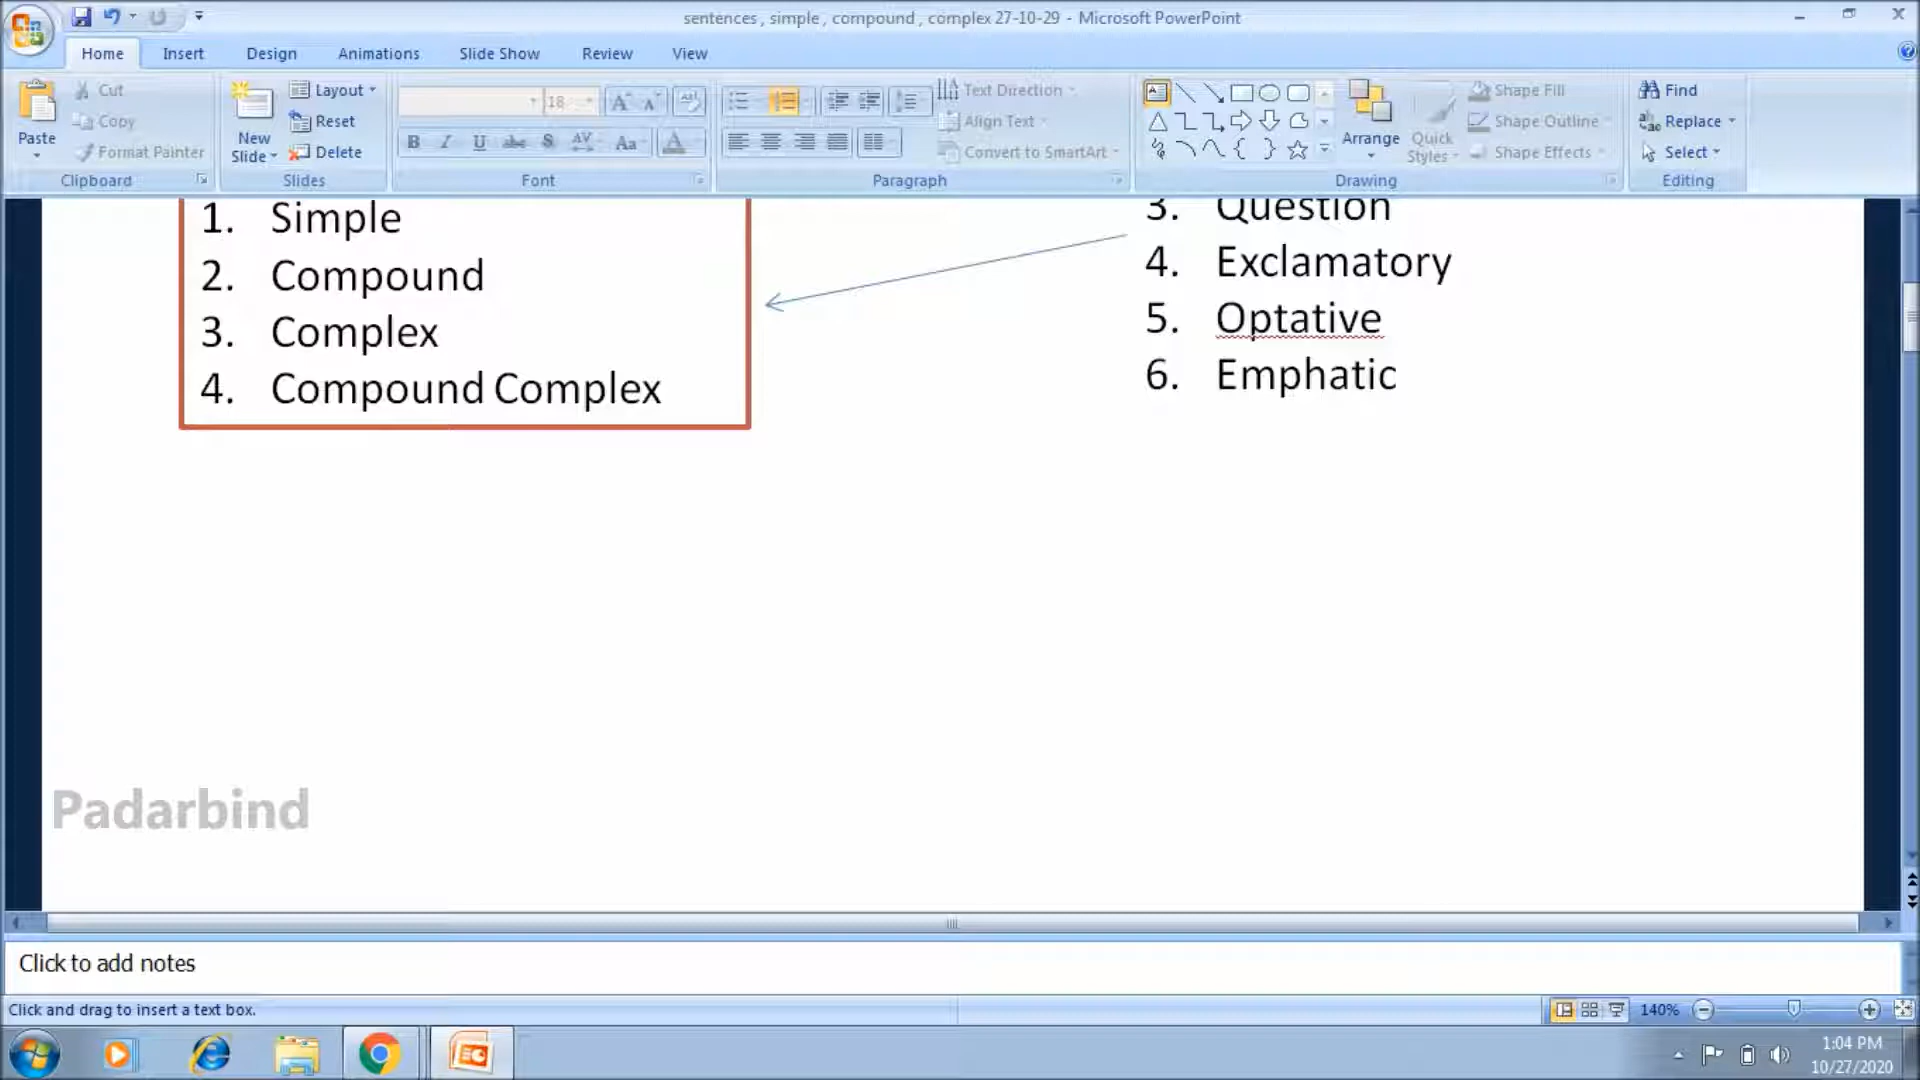 sentences , simple , compound , complex 27-10-29 - Microsoft PowerPoint
Home Insert Design Animations Slide Show Review View
Paste
Cut
Copy
Format Painter
Clipboard
New Slide
Layout
Reset
Delete
Slides
18
B I U abc S AV Aa A
Font
Text Direction
Align Text
Convert to SmartArt
Paragraph
Arrange
Quick Styles
Shape Fill
Shape Outline
Shape Effects
Drawing
Find
Replace
Select
Editing
1. Simple
2. Compound
3. Complex
4. Compound Complex
3. Question
4. Exclamatory
5. Optative
6. Emphatic
Padarbind
Click to add notes
Click and drag to insert a text box.
140%
1:04 PM
10/27/2020